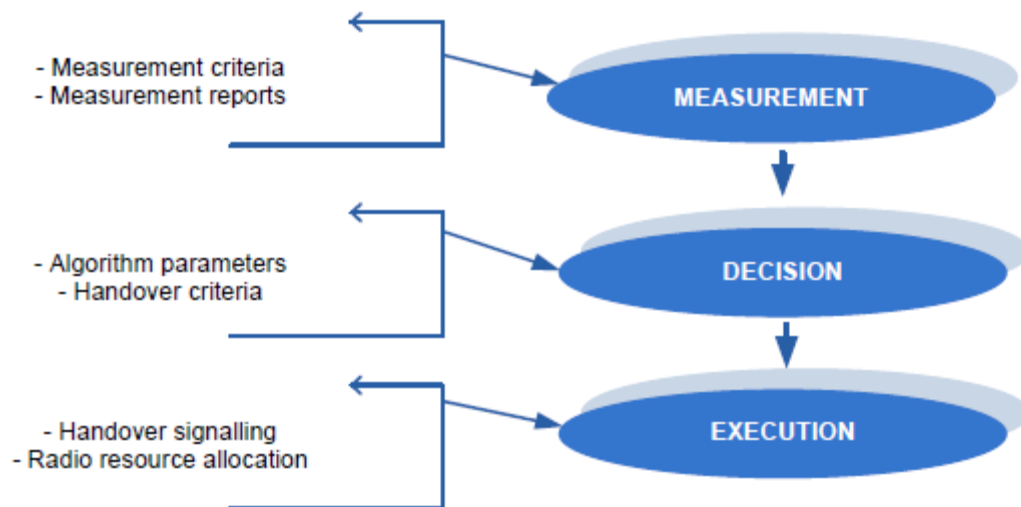 - Measurement criteria
- Measurement reports
MEASUREMENT
- Algorithm parameters
- Handover criteria
DECISION
- Handover signalling
- Radio resource allocation
EXECUTION